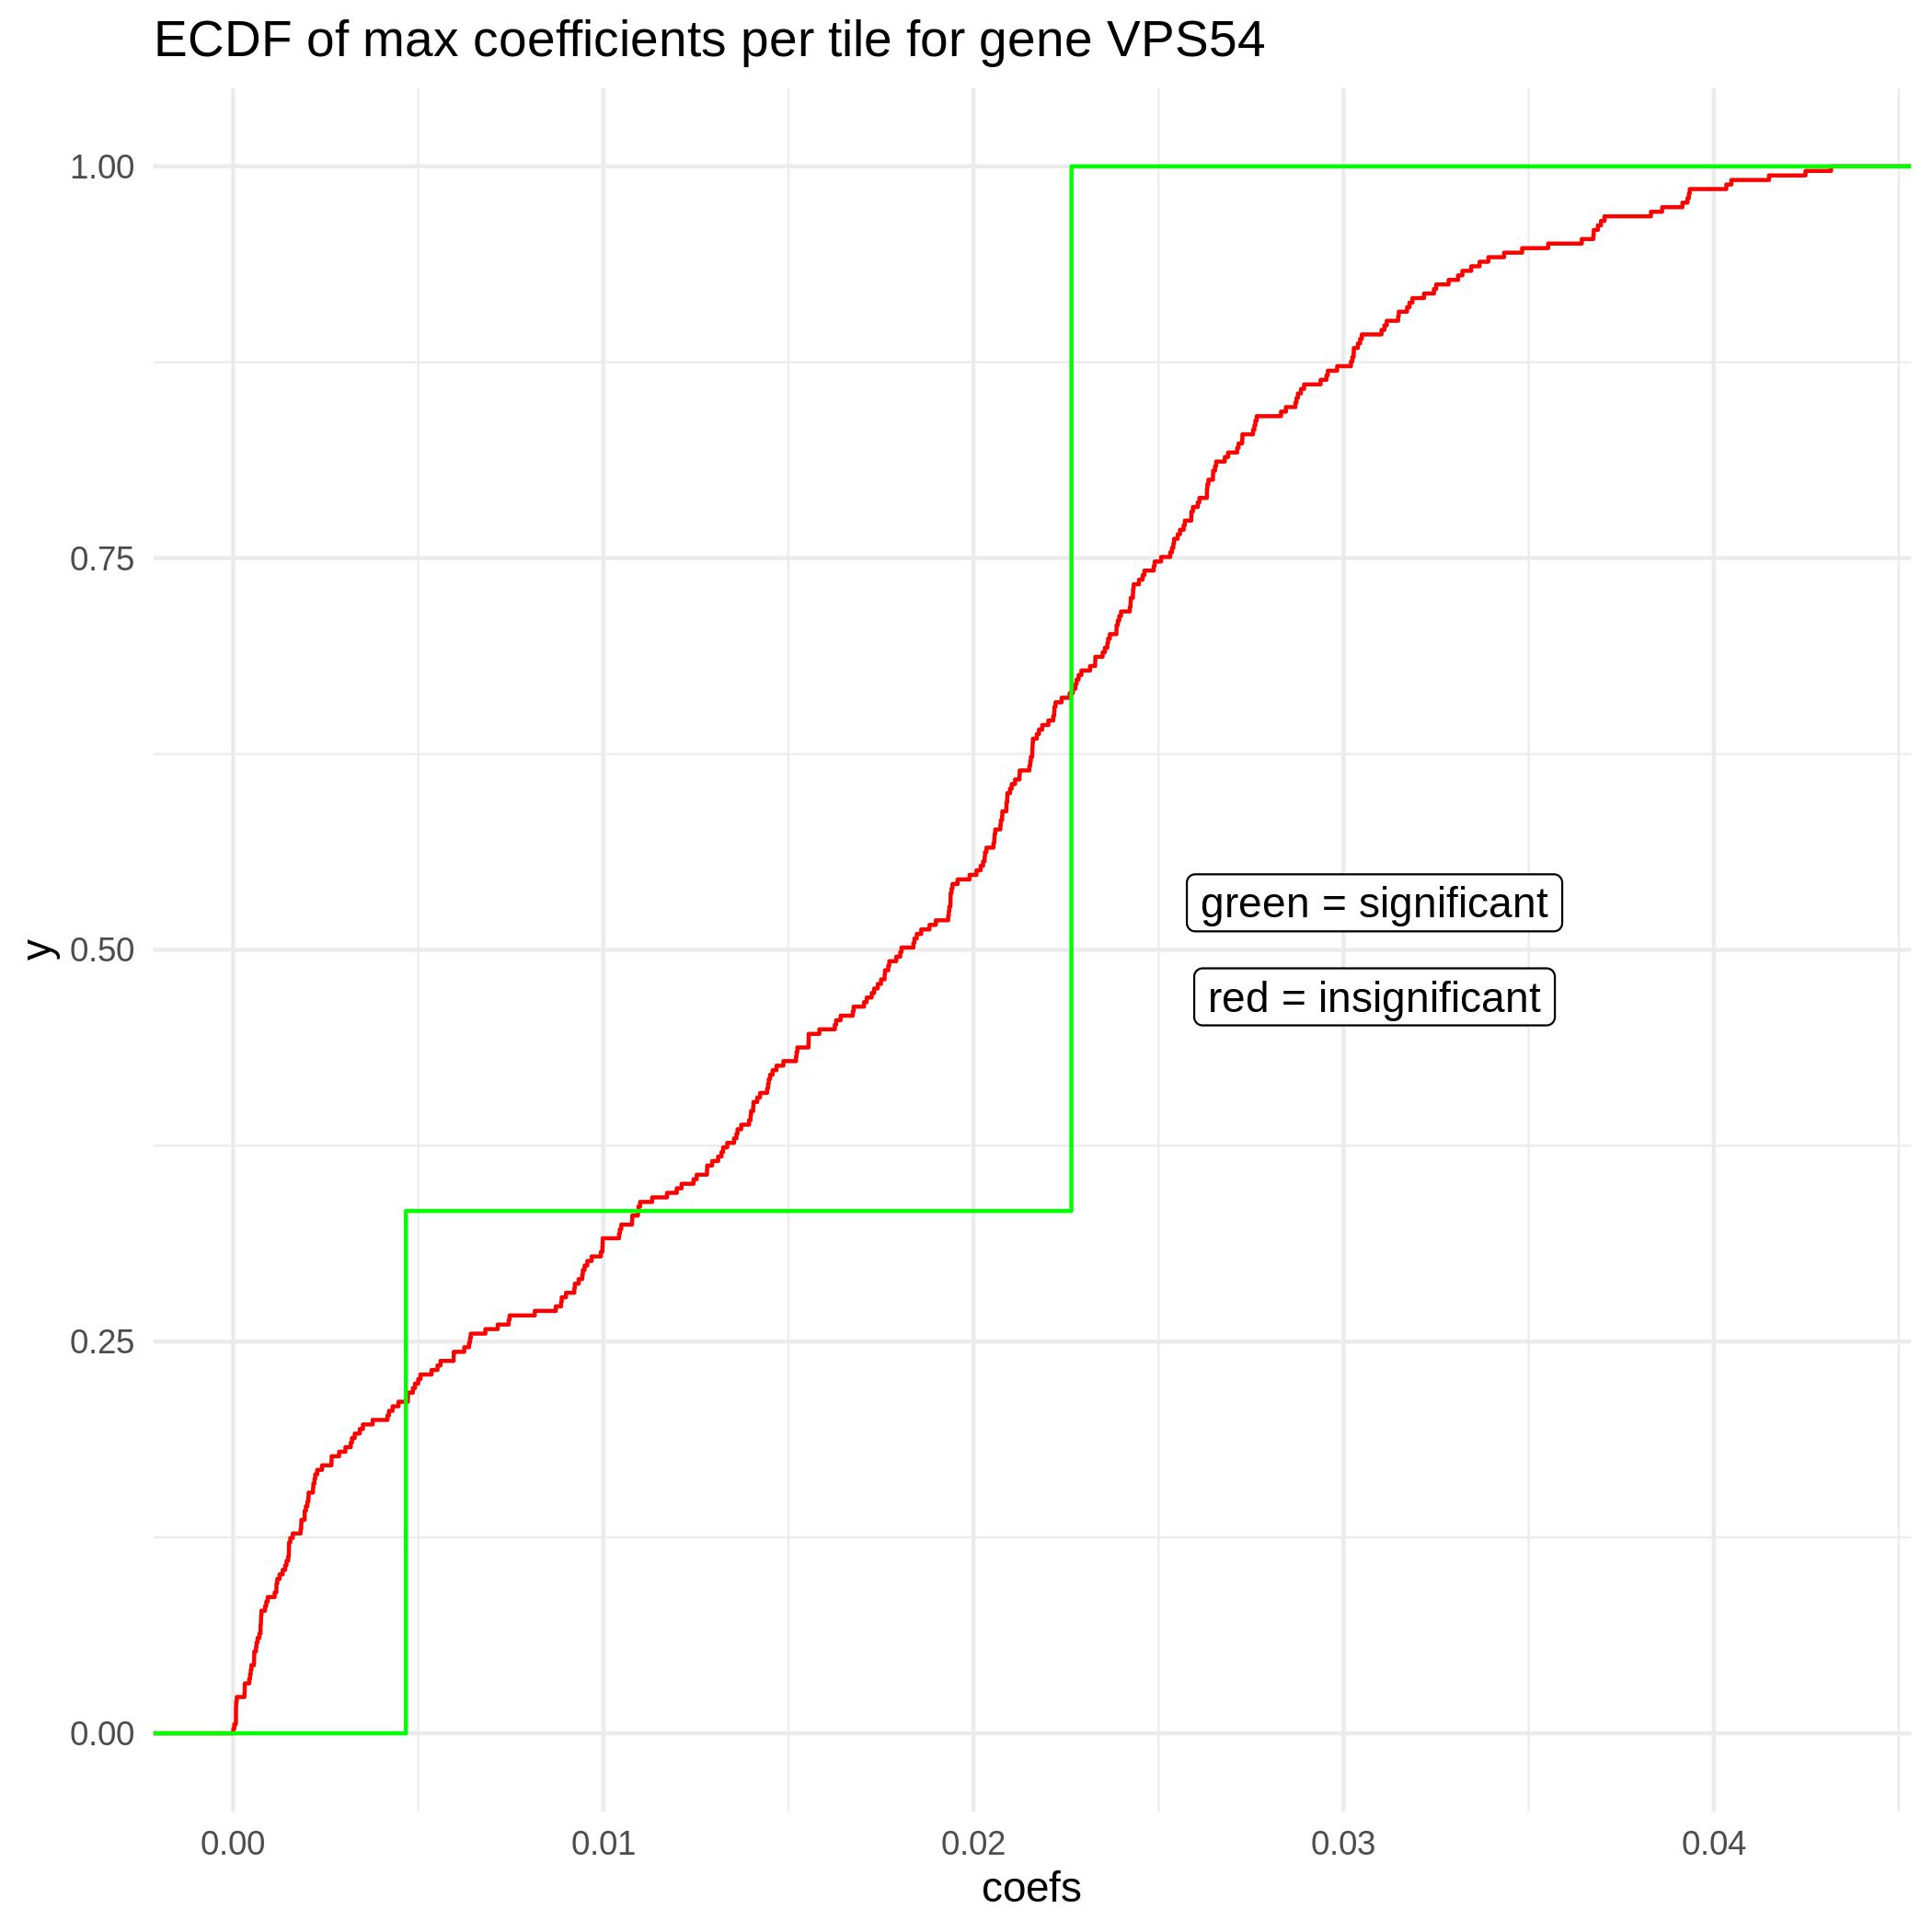 ECDF of max coefficients per tile for gene VPS54
1.00
0.75
0.50
0.25
0.00
y
green = significant
red = insignificant
0.00
0.01
0.02
0.03
0.04
coefs